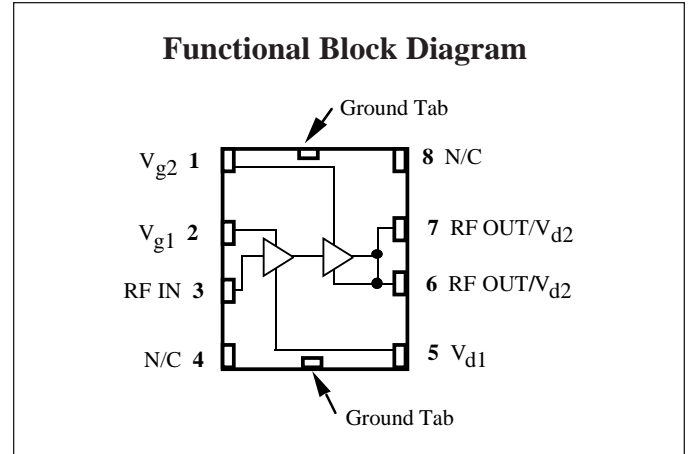 Functional Block Diagram
Ground Tab
Vg2 1
8 N/C
Vg1 2
7 RF OUT/Vd2
RF IN 3
6 RF OUT/Vd2
N/C 4
5 Vd1
Ground Tab